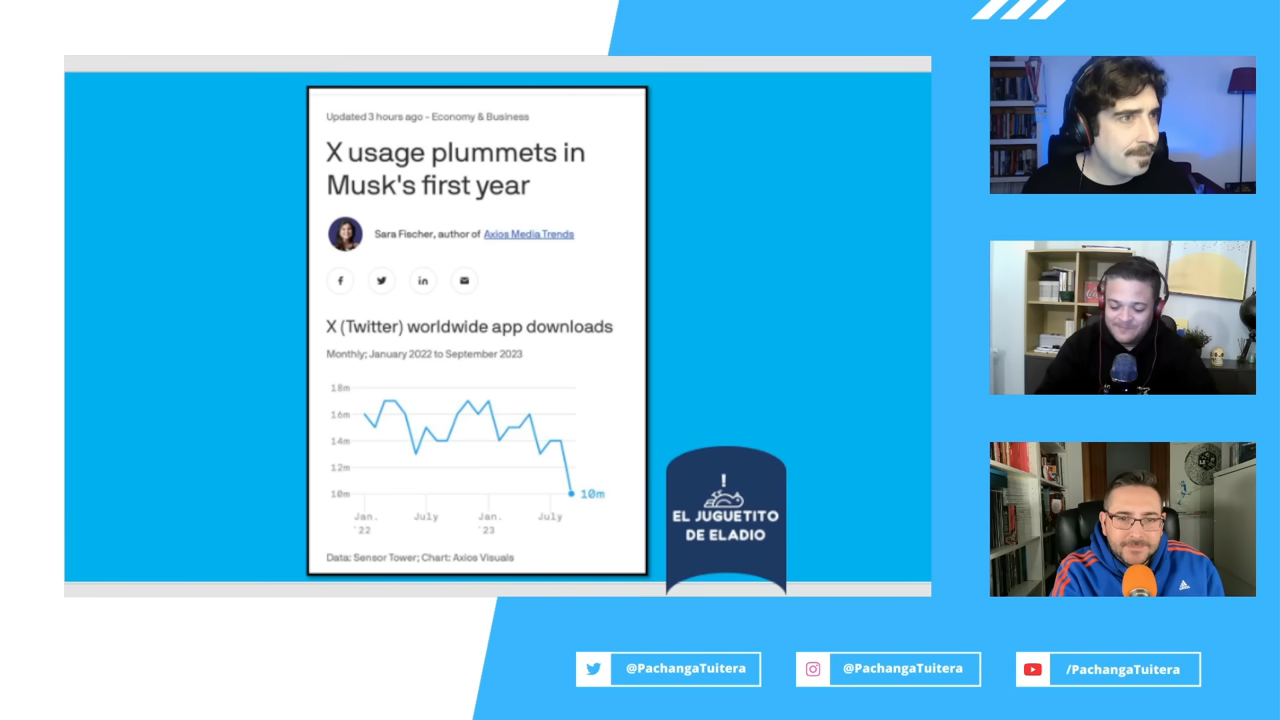 Updated 3 hours ago - Economy & Business
X usage plummets in
Musk's first year
Sara Fischer, author of Axios Media Trends
X (Twitter) worldwide app downloads
Monthly; January 2022 to September 2023
18m
16m
14m
12m
10m
10m
Jan. July Jan. July
'22 '23
Data: Sensor Tower; Chart: Axios Visuals
!
EL JUGUETITO
DE ELADIO
@PachangaTuitera
@PachangaTuitera
/PachangaTuitera